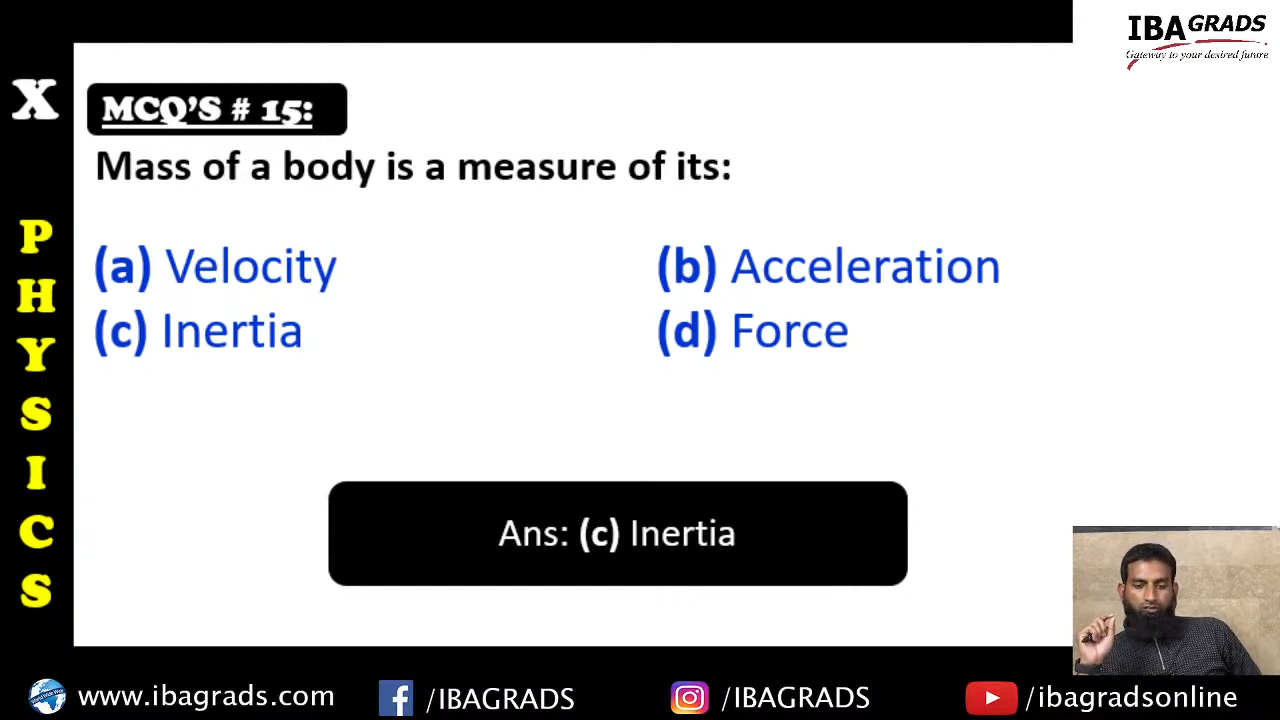 IBA GRADS
Gateway to your desired future
X
PHYSICS
MCQ'S # 15:
Mass of a body is a measure of its:
(a) Velocity
(b) Acceleration
(c) Inertia
(d) Force
Ans: (c) Inertia
www.ibagrads.com
/IBAGRADS
/IBAGRADS
/ibagradsonline